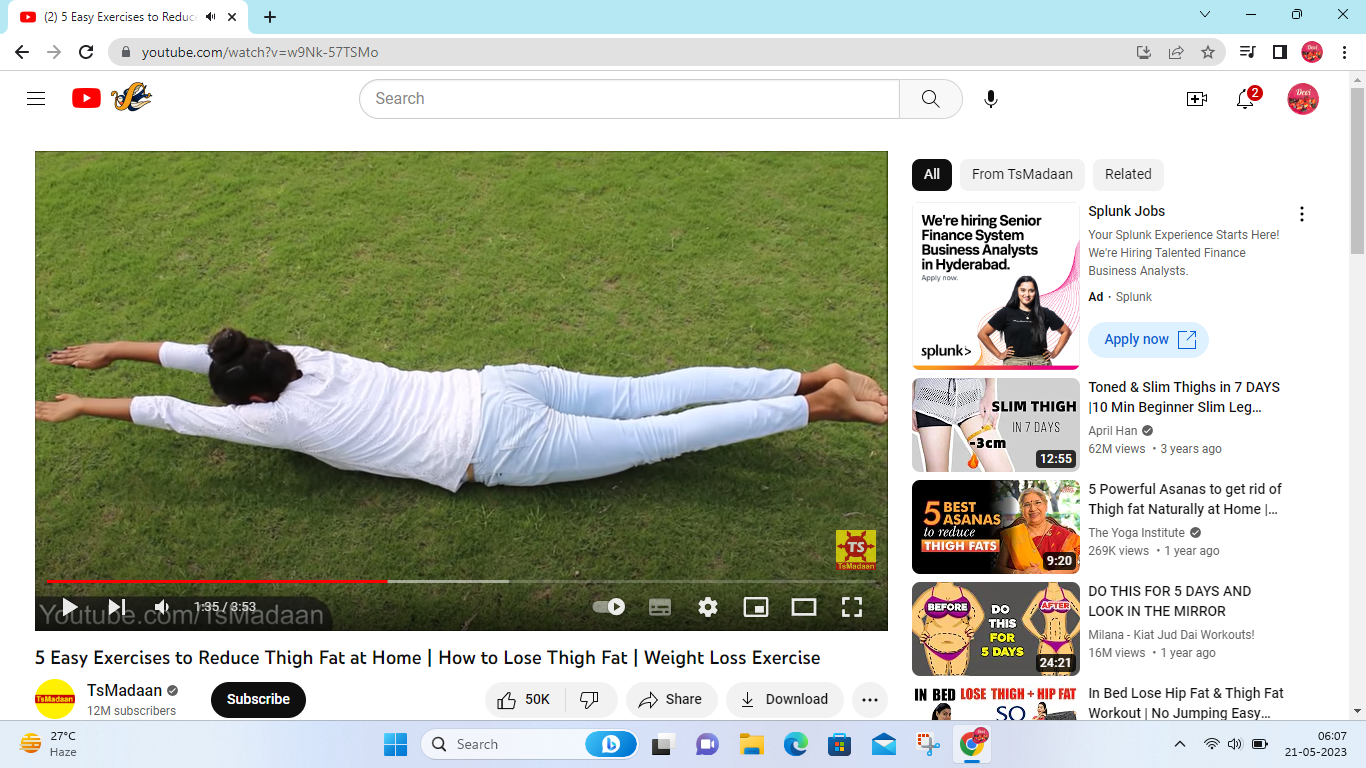 (2) 5 Easy Exercises to Reduce
youtube.com/watch?v=w9Nk-57TSMo
Search
2
Devi
All
From TsMadaan
Related
We're hiring Senior
Finance System
Business Analysts
in Hyderabad.
Apply now.
splunk>
Splunk Jobs
Your Splunk Experience Starts Here!
We're Hiring Talented Finance
Business Analysts.
Ad · Splunk
Apply now
SLIM THIGH
IN 7 DAYS
-3cm
12:55
Toned & Slim Thighs in 7 DAYS
|10 Min Beginner Slim Leg…
April Han
62M views • 3 years ago
5 BEST
ASANAS
to reduce
THIGH FATS
9:20
5 Powerful Asanas to get rid of
Thigh fat Naturally at Home |…
The Yoga Institute
269K views • 1 year ago
BEFORE
DO
THIS
FOR
5 DAYS
AFTER
24:21
DO THIS FOR 5 DAYS AND
LOOK IN THE MIRROR
Milana - Kiat Jud Dai Workouts!
16M views • 1 year ago
IN BED LOSE THIGH + HIP FAT
SO
In Bed Lose Hip Fat & Thigh Fat
Workout | No Jumping Easy…
TS
TsMadaan
1:35 / 3:53
Youtube.com/TsMadaan
5 Easy Exercises to Reduce Thigh Fat at Home | How to Lose Thigh Fat | Weight Loss Exercise
TsMadaan
TsMadaan
12M subscribers
Subscribe
50K
Share
Download
27°C
Haze
Search
06:07
21-05-2023